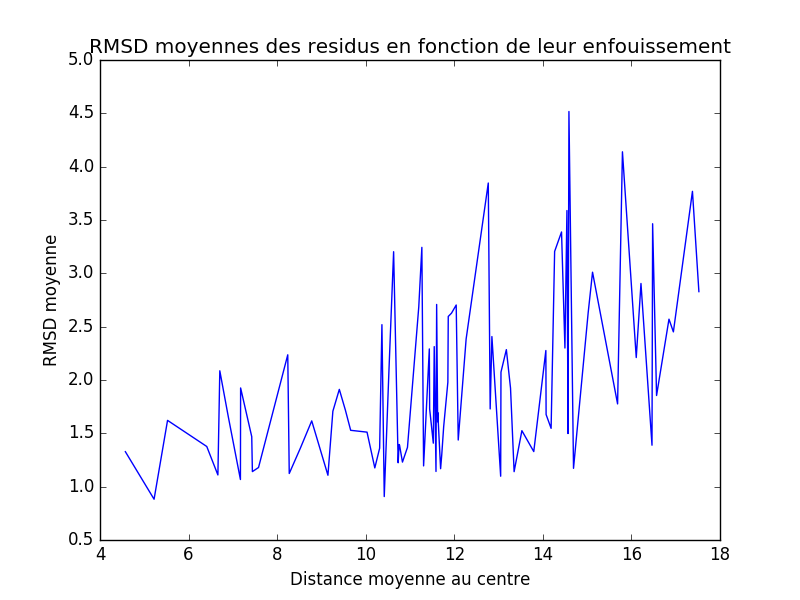 RMSD moyennes des residus en fonction de leur enfouissement
5.0
4.5
4.0
3.5
3.0
2.5
2.0
1.5
1.0
0.5
RMSD moyenne
4 6 8 10 12 14 16 18
Distance moyenne au centre